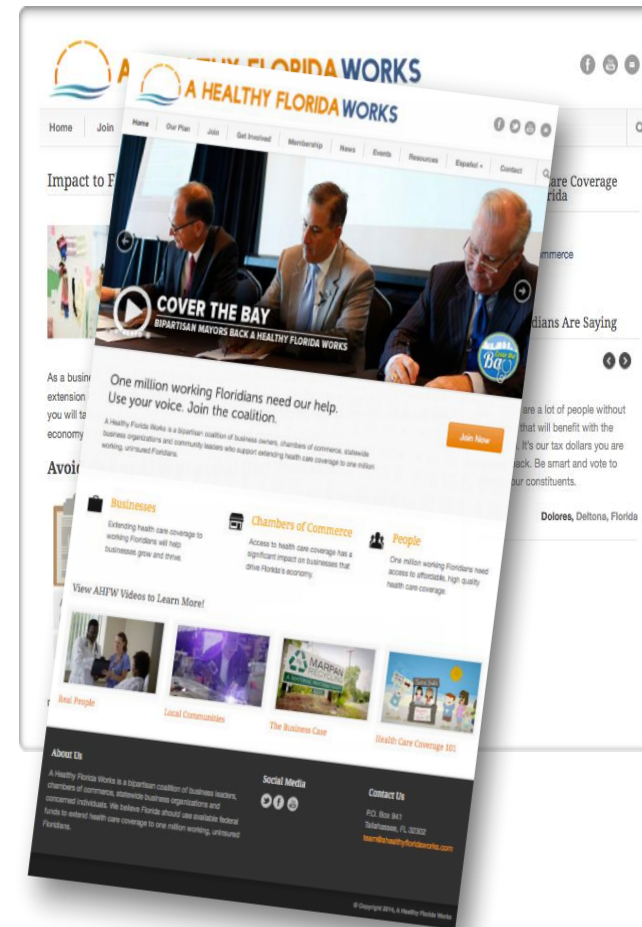 A HEALTHY FLORIDA WORKS
Home Join
Impact to F
As a busine
extension
you will ta
economy
Avoi
are Coverage
rida
mmerce
dians Are Saying
are a lot of people without
that will benefit with the
. It's our tax dollars you are
ack. Be smart and vote to
our constituents.
Dolores, Deltona, Florida
A HEALTHY FLORIDA WORKS
Home Our Plan Join Get Involved Membership News Events Resources Español Contact
COVER THE BAY
BIPARTISAN MAYORS BACK A HEALTHY FLORIDA WORKS
Cover the
Bay
One million working Floridians need our help.
Use your voice. Join the coalition.
A Healthy Florida Works is a bipartisan coalition of business owners, chambers of commerce, statewide
business organizations and community leaders who support extending health care coverage to one million
working, uninsured Floridians.
Join Now
Businesses
Extending health care coverage to
working Floridians will help
businesses grow and thrive.
Chambers of Commerce
Access to health care coverage has a
significant impact on businesses that
drive Florida's economy.
People
One million working Floridians need
access to affordable, high quality
health care coverage.
View AHFW Videos to Learn More!
MARPAN
RECYCLING
Real People
Local Communities
The Business Case
Health Care Coverage 101
About Us
A Healthy Florida Works is a bipartisan coalition of business leaders,
chambers of commerce, statewide business organizations and
concerned individuals. We believe Florida should use available federal
funds to extend health care coverage to one million working, uninsured
Floridians.
Social Media
Contact Us
P.O. Box 941
Tallahassee, FL 32302
team@ahealthyfloridaworks.com
© Copyright 2014, A Healthy Florida Works